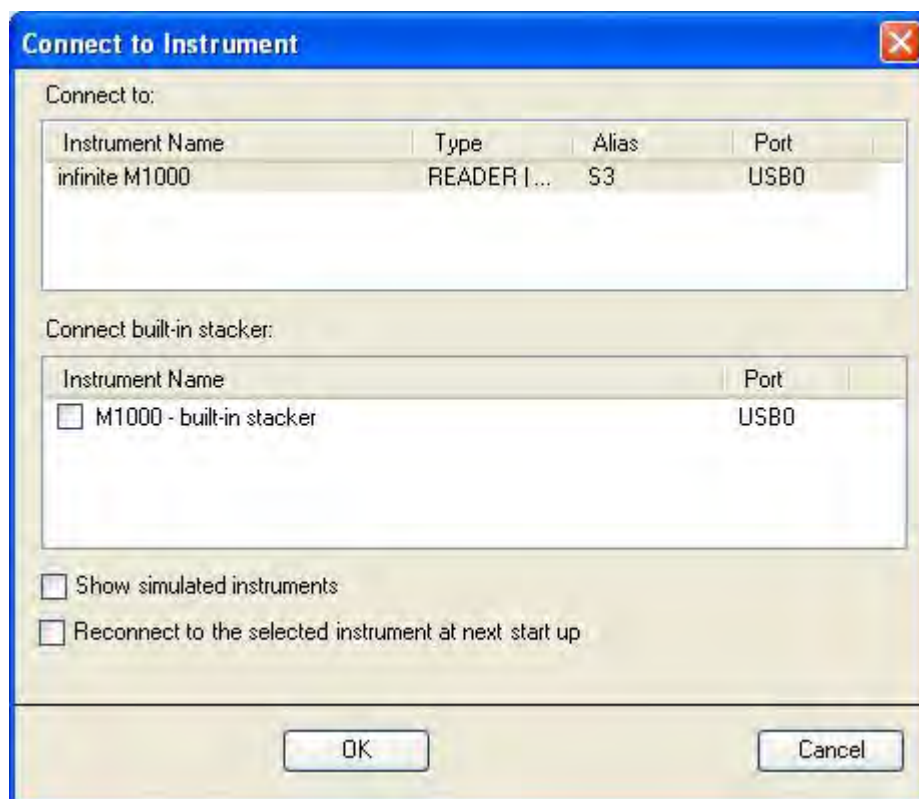 Connect to Instrument
Connect to:
Instrument Name Type Alias Port
infinite M1000 READER | ... S3 USB0
Connect built-in stacker:
Instrument Name Port
M1000 - built-in stacker USB0
Show simulated instruments
Reconnect to the selected instrument at next start up
OK Cancel